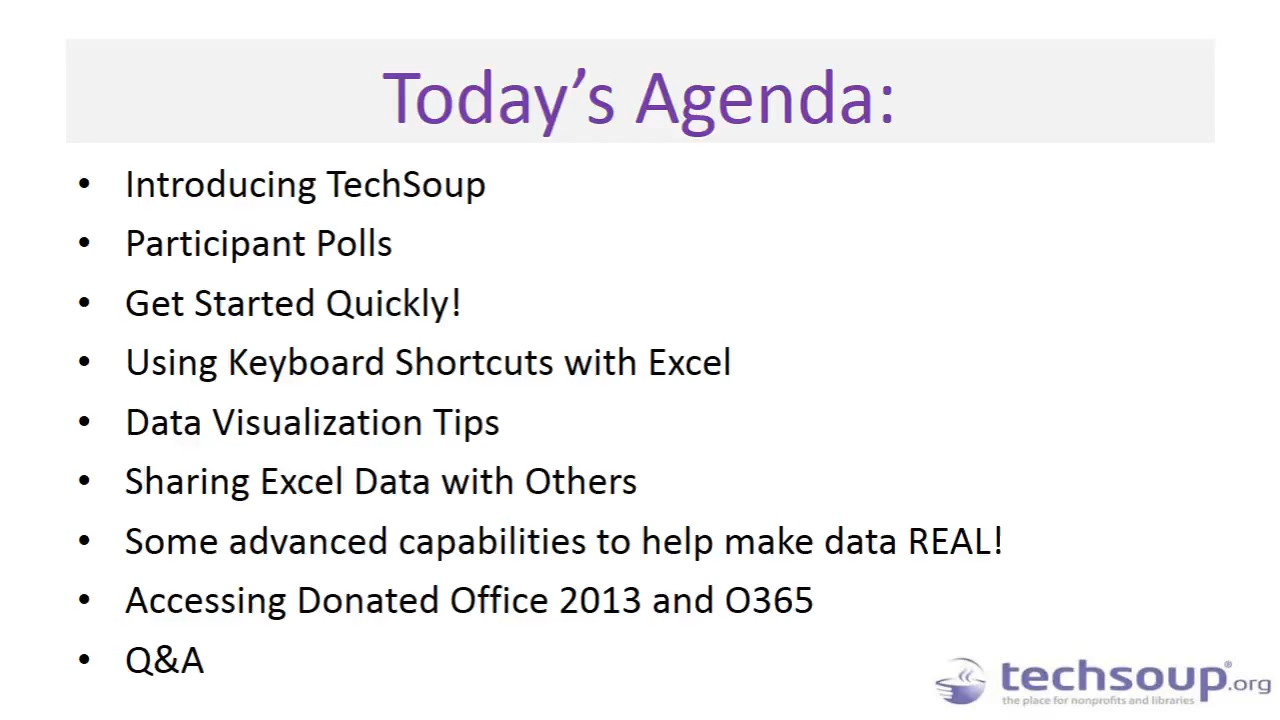 Today's Agenda:
• Introducing TechSoup
• Participant Polls
• Get Started Quickly!
• Using Keyboard Shortcuts with Excel
• Data Visualization Tips
• Sharing Excel Data with Others
• Some advanced capabilities to help make data REAL!
• Accessing Donated Office 2013 and O365
• Q&A
techsoup®.org
the place for nonprofits and libraries